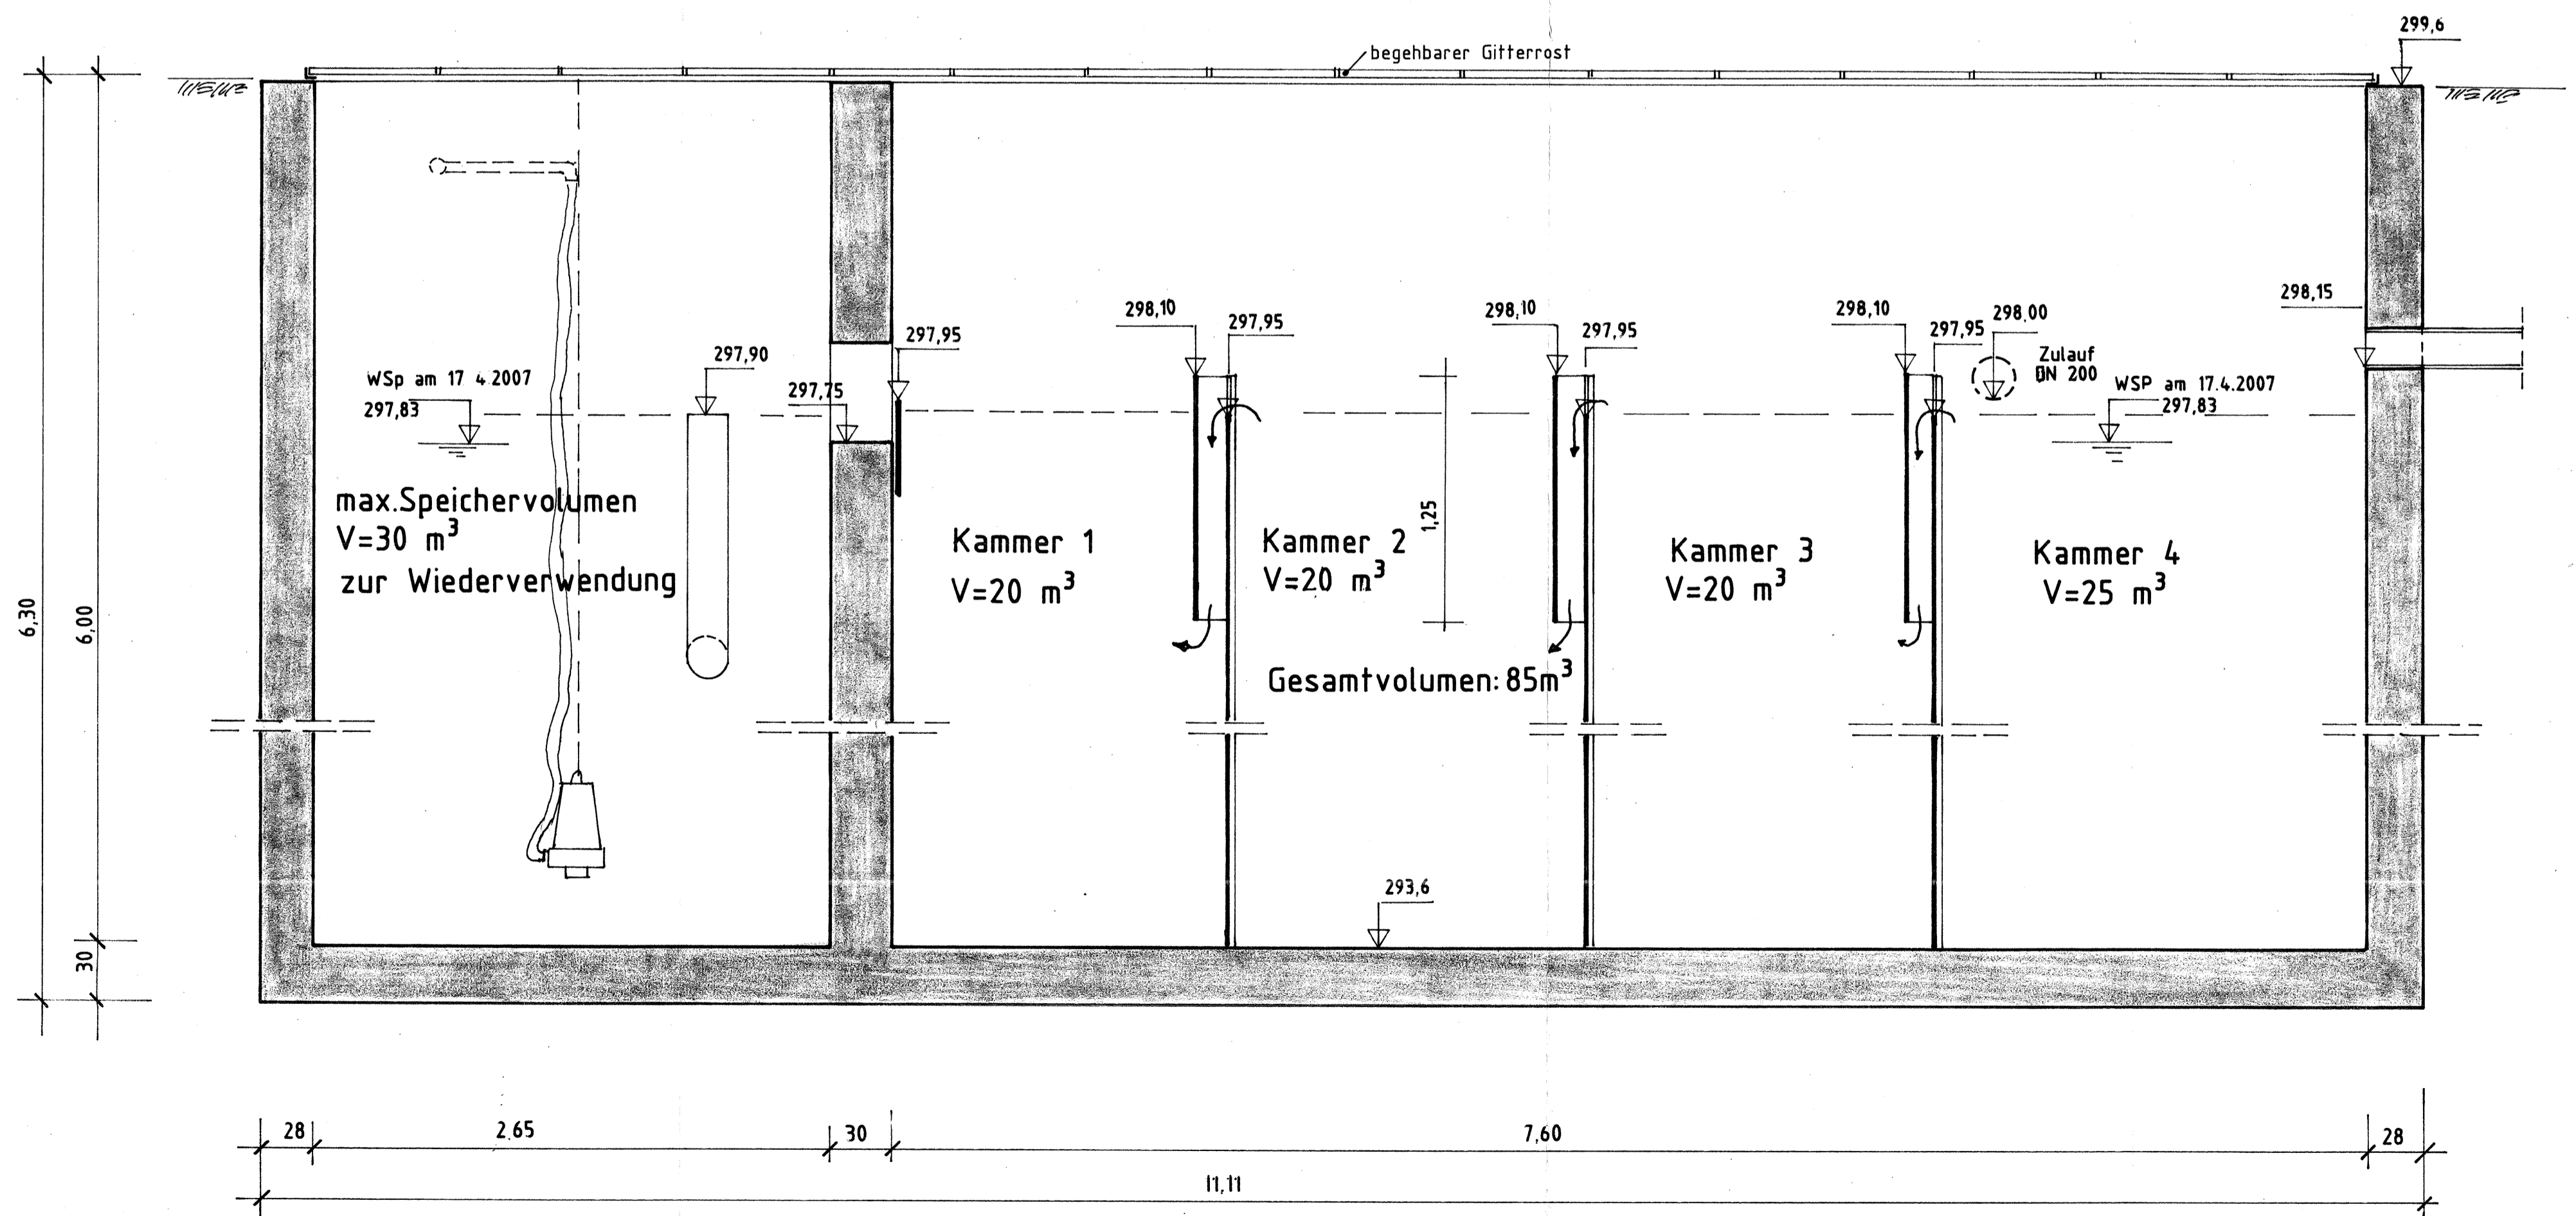 299,6
begehbarer Gitterrost
298,15
298,10
297,95
298,10
297,95
298,10
297,95
298.00
297,95
297,90
Zulauf
DN 200
WSp am 17 4.2007
297,83
297,75
WSP am 17.4.2007
297,83
max.Speichervolumen
V=30 m³
zur Wiederverwendung
1,25
Kammer 1
V=20 m³
Kammer 2
V=20 m³
Kammer 3
V=20 m³
Kammer 4
V=25 m³
Gesamtvolumen: 85m³
6,30
6,00
30
293,6
28
2.65
30
7,60
28
11,11